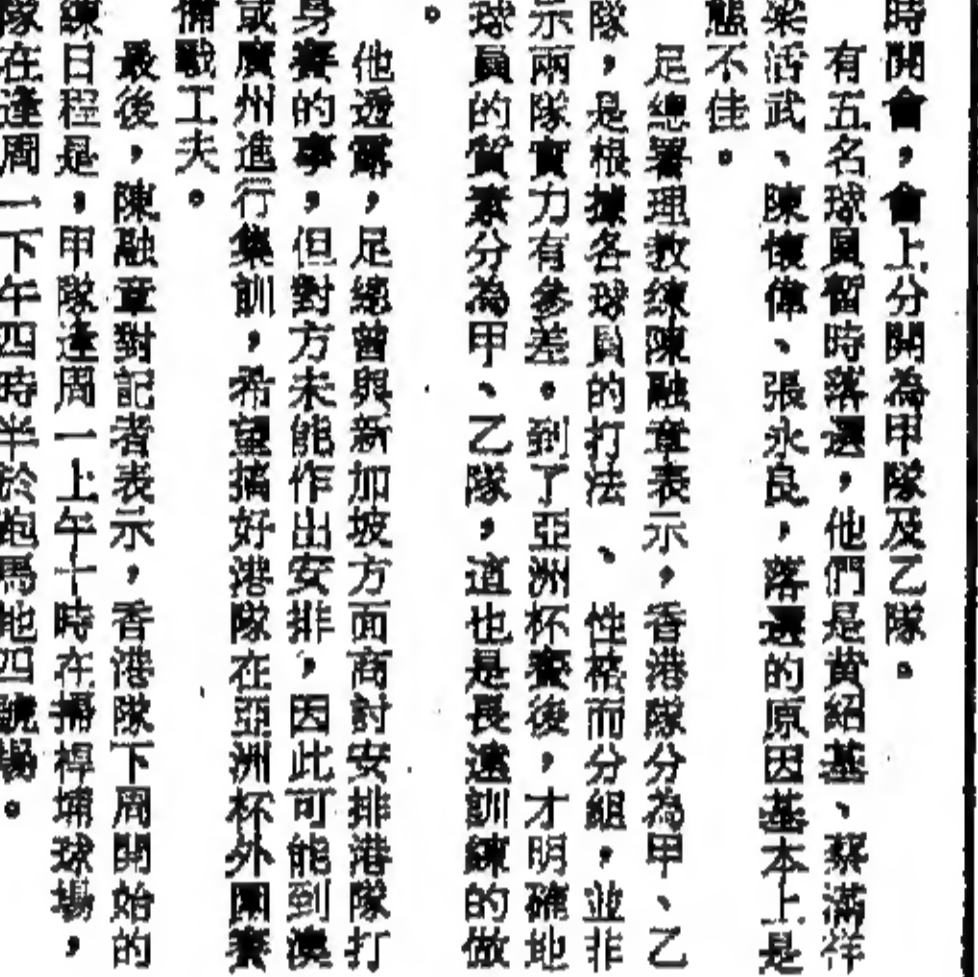 時開會，會上分開為甲隊及乙隊。
有五名球員暫時落選，他們是黃紹基、蔡滿祥
梁活武、陳懷偉、張永良，落選的原因基本上是
態不佳。
足總署理教練陳融章表示，香港隊分為甲、乙
隊，是根據各球員的打法、性格而分組，並非
示兩隊實力有參差。到了亞洲杯賽後，才明確地
球員的質素分為甲、乙隊，這也是長遠訓練的做
。
他透露，足總曾與新加坡方面商討安排港隊打
身賽的事，但對方未能作出安排，因此可能到澳
或廣州進行集訓，希望搞好港隊在亞洲杯外圍賽
備戰工夫。
最後，陳融章對記者表示，香港隊下周開始的
練日程是，甲隊逢周一上午十時在掃桿埔球場，
隊在逢周一下午四時半於跑馬地四號場。